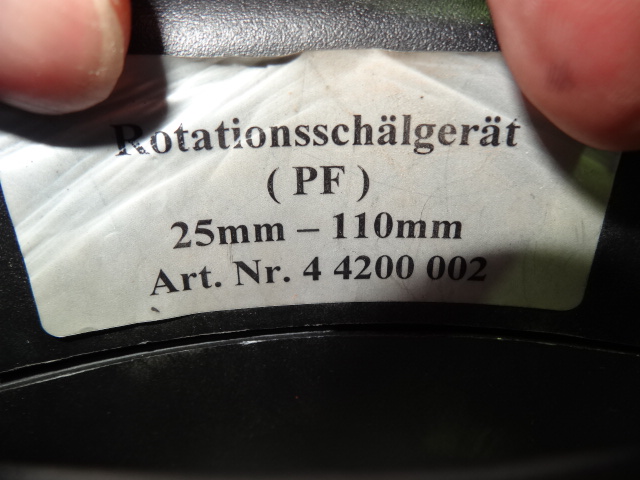 Rotationsschälgerät
( PF )
25mm – 110mm
Art. Nr. 4 4200 002